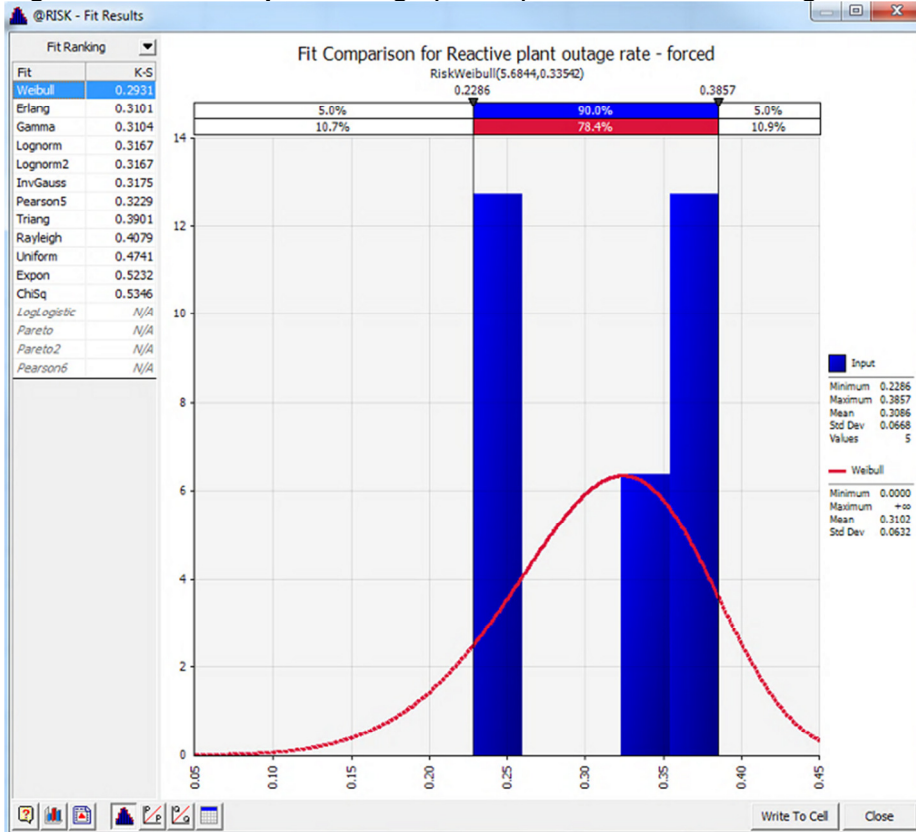 @RISK - Fit Results
Fit Ranking
Fit K-S
Weibull 0.2931
Erlang 0.3101
Gamma 0.3104
Lognorm 0.3167
Lognorm2 0.3167
InvGauss 0.3175
Pearson5 0.3229
Triang 0.3901
Rayleigh 0.4079
Uniform 0.4741
Expon 0.5232
ChiSq 0.5346
LogLogistic N/A
Pareto N/A
Pareto2 N/A
Pearson6 N/A
Fit Comparison for Reactive plant outage rate - forced
RiskWeibull(5.6844,0.33542)
0.2286 0.3857
5.0% 90.0% 5.0%
10.7% 78.4% 10.9%
14
12
10
8
6
4
2
0
0.05 0.10 0.15 0.20 0.25 0.30 0.35 0.40 0.45
Input
Minimum 0.2286
Maximum 0.3857
Mean 0.3086
Std Dev 0.0668
Values 5
Weibull
Minimum 0.0000
Maximum +∞
Mean 0.3102
Std Dev 0.0632
Write To Cell Close